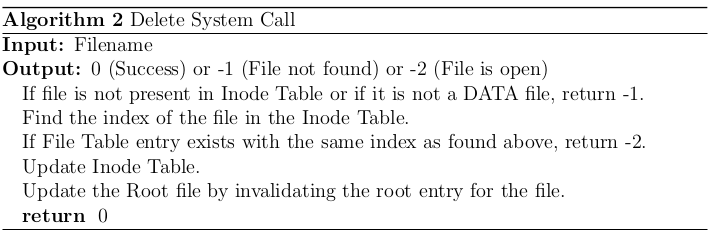 Algorithm 2 Delete System Call
Input: Filename
Output: 0 (Success) or -1 (File not found) or -2 (File is open)
If file is not present in Inode Table or if it is not a DATA file, return -1.
Find the index of the file in the Inode Table.
If File Table entry exists with the same index as found above, return -2.
Update Inode Table.
Update the Root file by invalidating the root entry for the file.
return 0